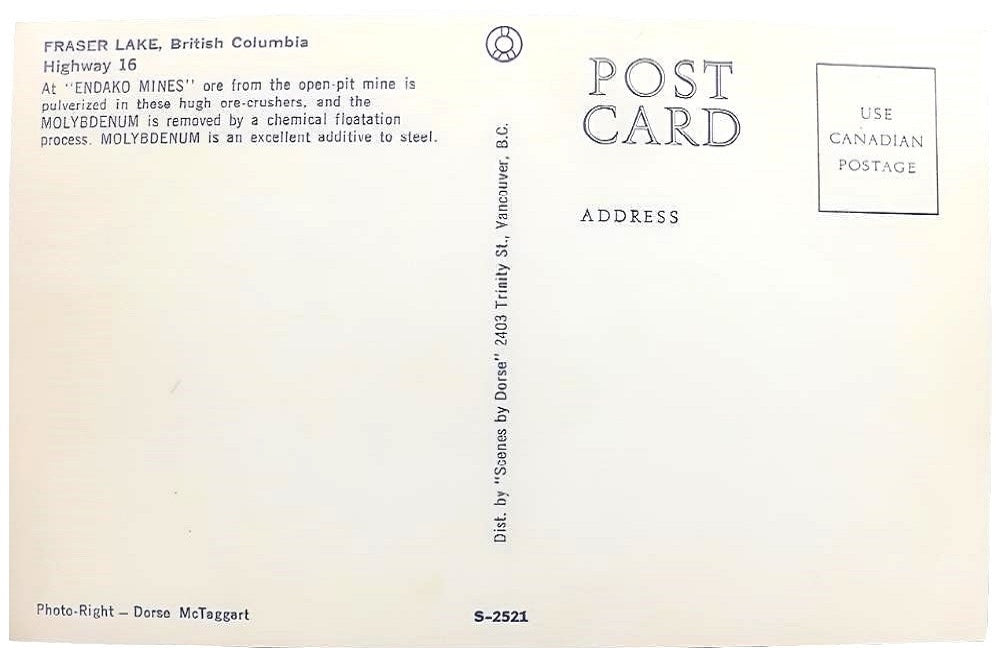 FRASER LAKE, British Columbia
Highway 16
At "ENDAKO MINES" ore from the open-pit mine is
pulverized in these hugh ore-crushers, and the
MOLYBDENUM is removed by a chemical floatation
process. MOLYBDENUM is an excellent additive to steel.
Photo-Right — Dorse McTaggart
Dist. by "Scenes by Dorse" 2403 Trinity St., Vancouver, B.C.
S-2521
POST
CARD
ADDRESS
USE
CANADIAN
POSTAGE